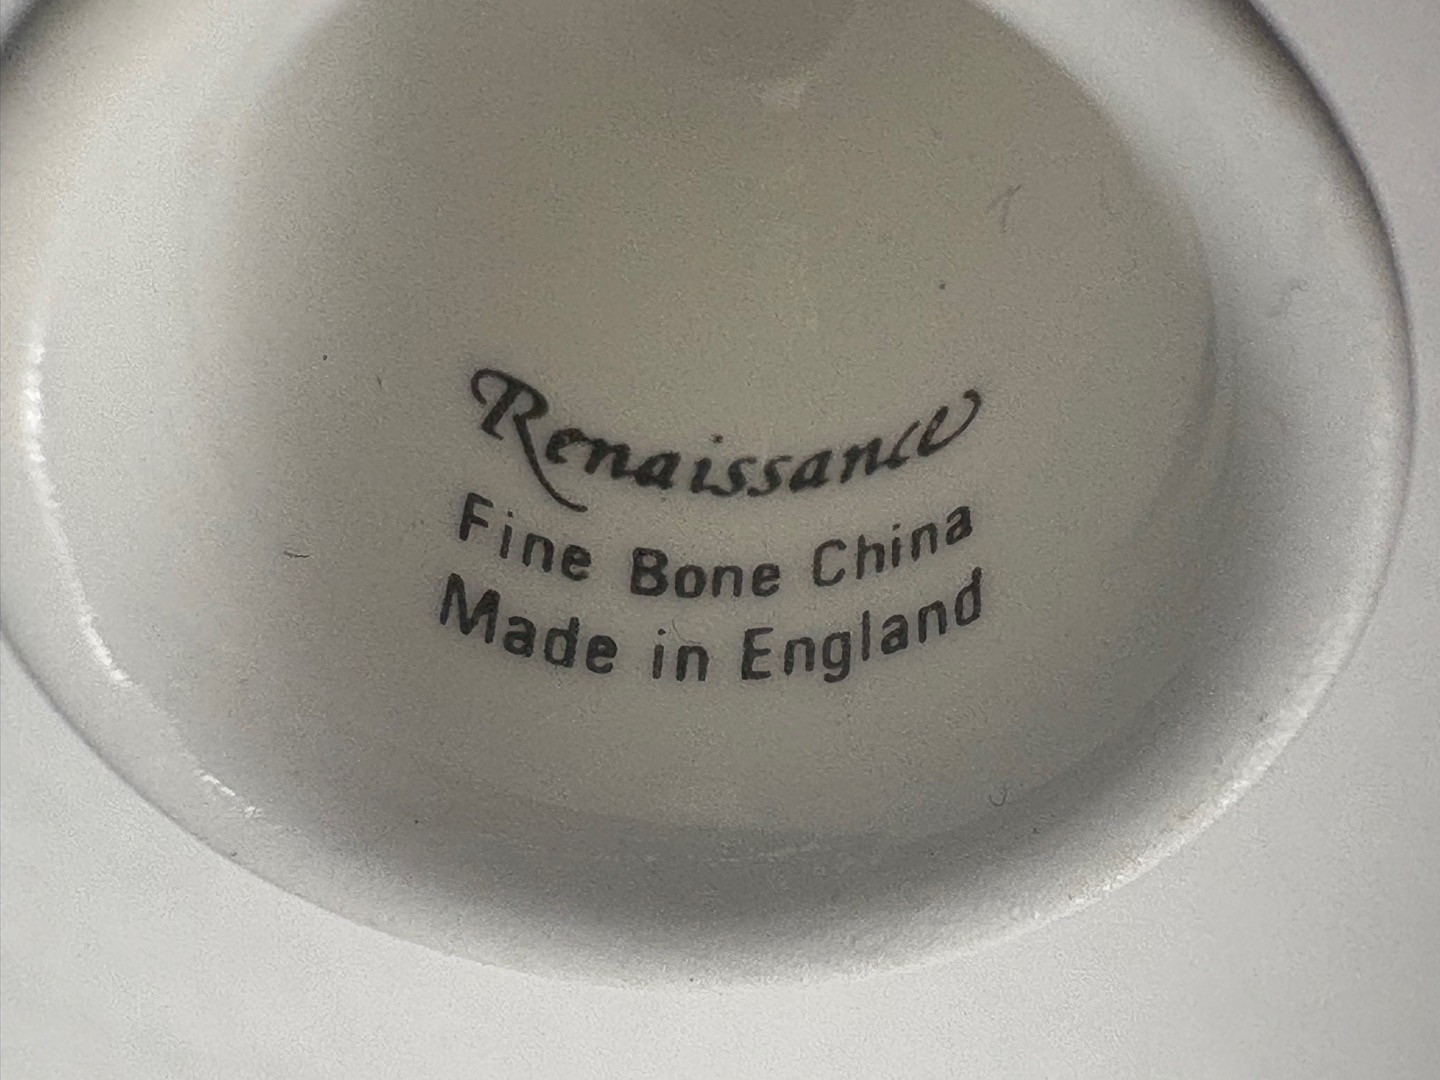 Renaissance
Fine Bone China
Made in England